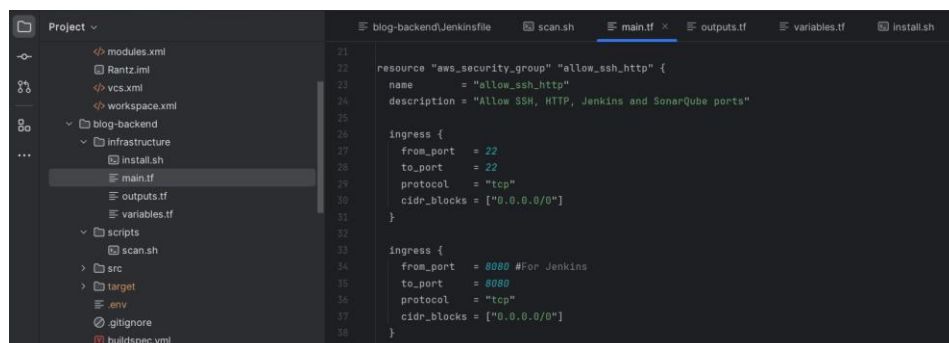 Project
blog-backend\Jenkinsfile
scan.sh
main.tf ×
outputs.tf
variables.tf
install.sh
modules.xml
Rantz.iml
vcs.xml
workspace.xml
blog-backend
infrastructure
install.sh
main.tf
outputs.tf
variables.tf
scripts
scan.sh
src
target
.env
.gitignore
buildspec.yml
21
22 resource "aws_security_group" "allow_ssh_http" {
23 name = "allow_ssh_http"
24 description = "Allow SSH, HTTP, Jenkins and SonarQube ports"
25
26 ingress {
27 from_port = 22
28 to_port = 22
29 protocol = "tcp"
30 cidr_blocks = ["0.0.0.0/0"]
31 }
32
33 ingress {
34 from_port = 8080 #For Jenkins
35 to_port = 8080
36 protocol = "tcp"
37 cidr_blocks = ["0.0.0.0/0"]
38 }